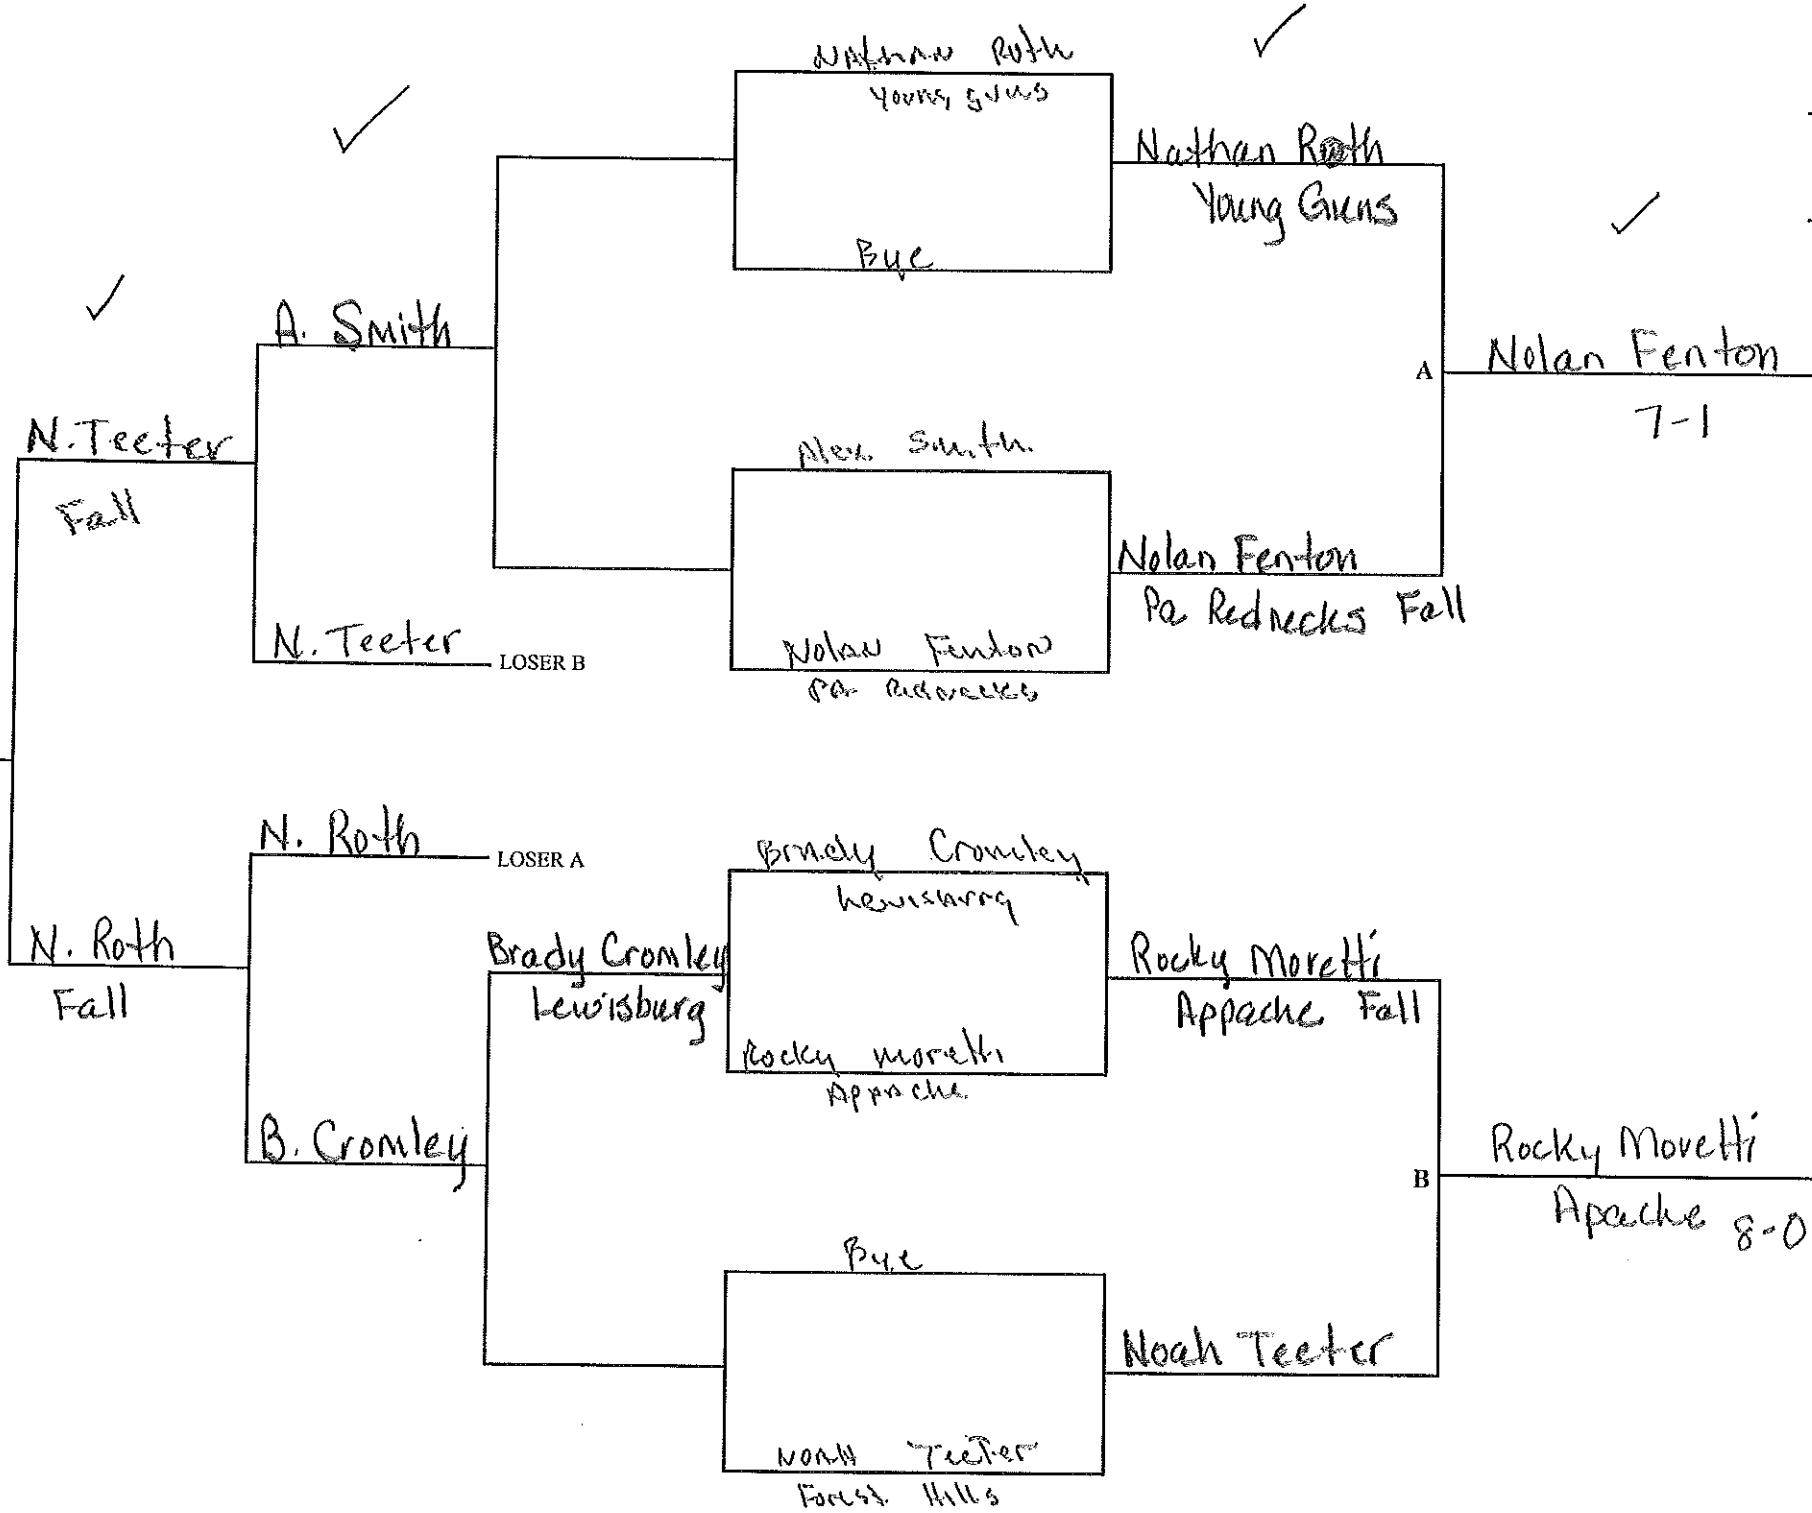 Nathan Roth
Young Guns
Nathan Roth
Young Guns
Bye
A. Smith
A
Nolan Fenton
7-1
N. Teeter
Fall
Alex Smith
Nolan Fenton
Pa Rednecks Fall
N. Teeter
LOSER B
Nolan Fenton
PA Rednecks
N. Roth
LOSER A
Brady Cromley
Lewisburg
N. Roth
Fall
Brady Cromley
Lewisburg
Rocky Moretti
Appache Fall
Rocky Moretti
Appache
B. Cromley
B
Rocky Moretti
Apache 8-0
Bye
Noah Teeter
Noah Teeter
Forest Hills